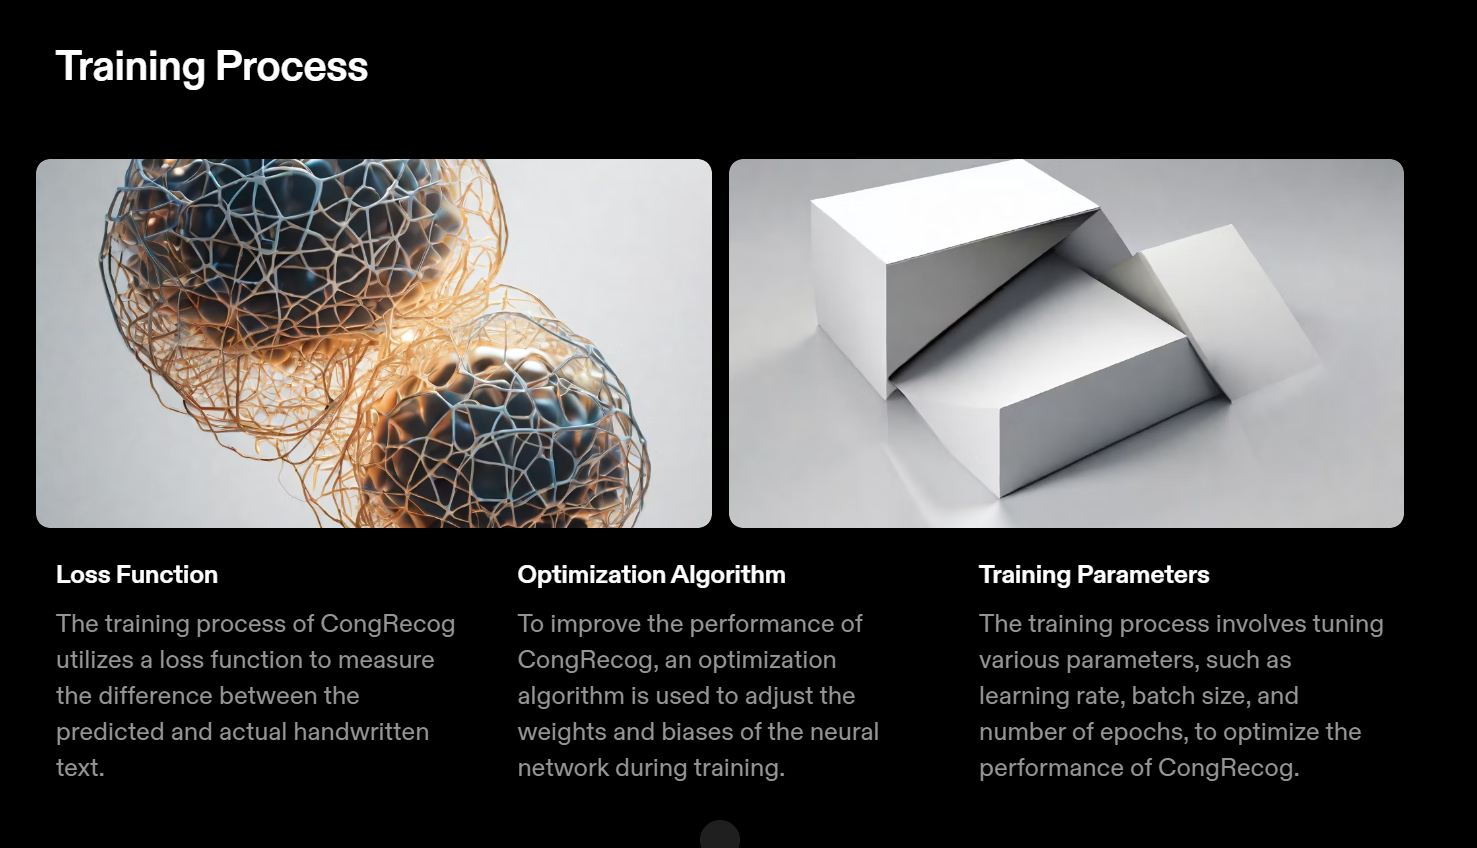 Training Process
Loss Function
The training process of CongRecog
utilizes a loss function to measure
the difference between the
predicted and actual handwritten
text.
Optimization Algorithm
To improve the performance of
CongRecog, an optimization
algorithm is used to adjust the
weights and biases of the neural
network during training.
Training Parameters
The training process involves tuning
various parameters, such as
learning rate, batch size, and
number of epochs, to optimize the
performance of CongRecog.